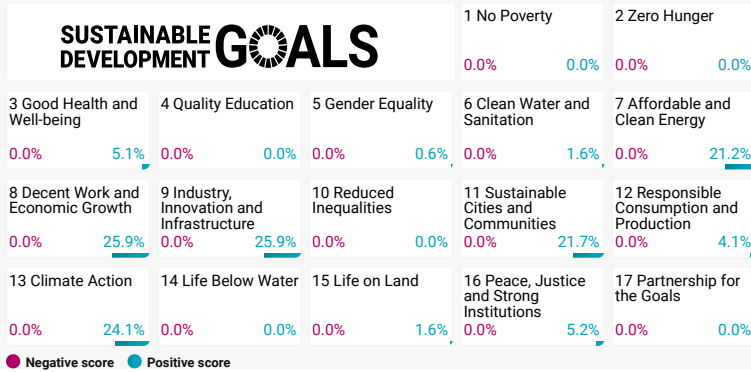 SUSTAINABLE
DEVELOPMENT GOALS
1 No Poverty
0.0% 0.0%
2 Zero Hunger
0.0% 0.0%
3 Good Health and
Well-being
0.0% 5.1%
4 Quality Education
0.0% 0.0%
5 Gender Equality
0.0% 0.6%
6 Clean Water and
Sanitation
0.0% 1.6%
7 Affordable and
Clean Energy
0.0% 21.2%
8 Decent Work and
Economic Growth
0.0% 25.9%
9 Industry,
Innovation and
Infrastructure
0.0% 25.9%
10 Reduced
Inequalities
0.0% 0.0%
11 Sustainable
Cities and
Communities
0.0% 21.7%
12 Responsible
Consumption and
Production
0.0% 4.1%
13 Climate Action
0.0% 24.1%
14 Life Below Water
0.0% 0.0%
15 Life on Land
0.0% 1.6%
16 Peace, Justice
and Strong
Institutions
0.0% 5.2%
17 Partnership for
the Goals
0.0% 0.0%
Negative score Positive score